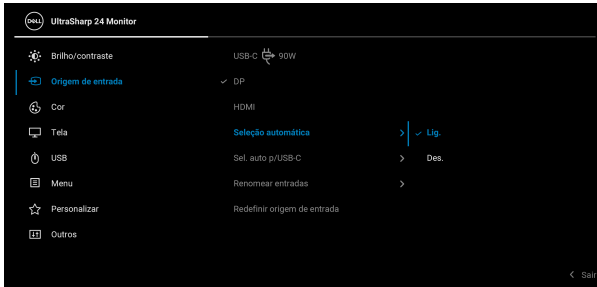 DELL UltraSharp 24 Monitor
Brilho/contraste USB-C 90W
Origem de entrada DP
Cor HDMI
Tela Seleção automática Lig.
USB Sel. auto p/USB-C Des.
Menu Renomear entradas
Personalizar Redefinir origem de entrada
Outros
Sair